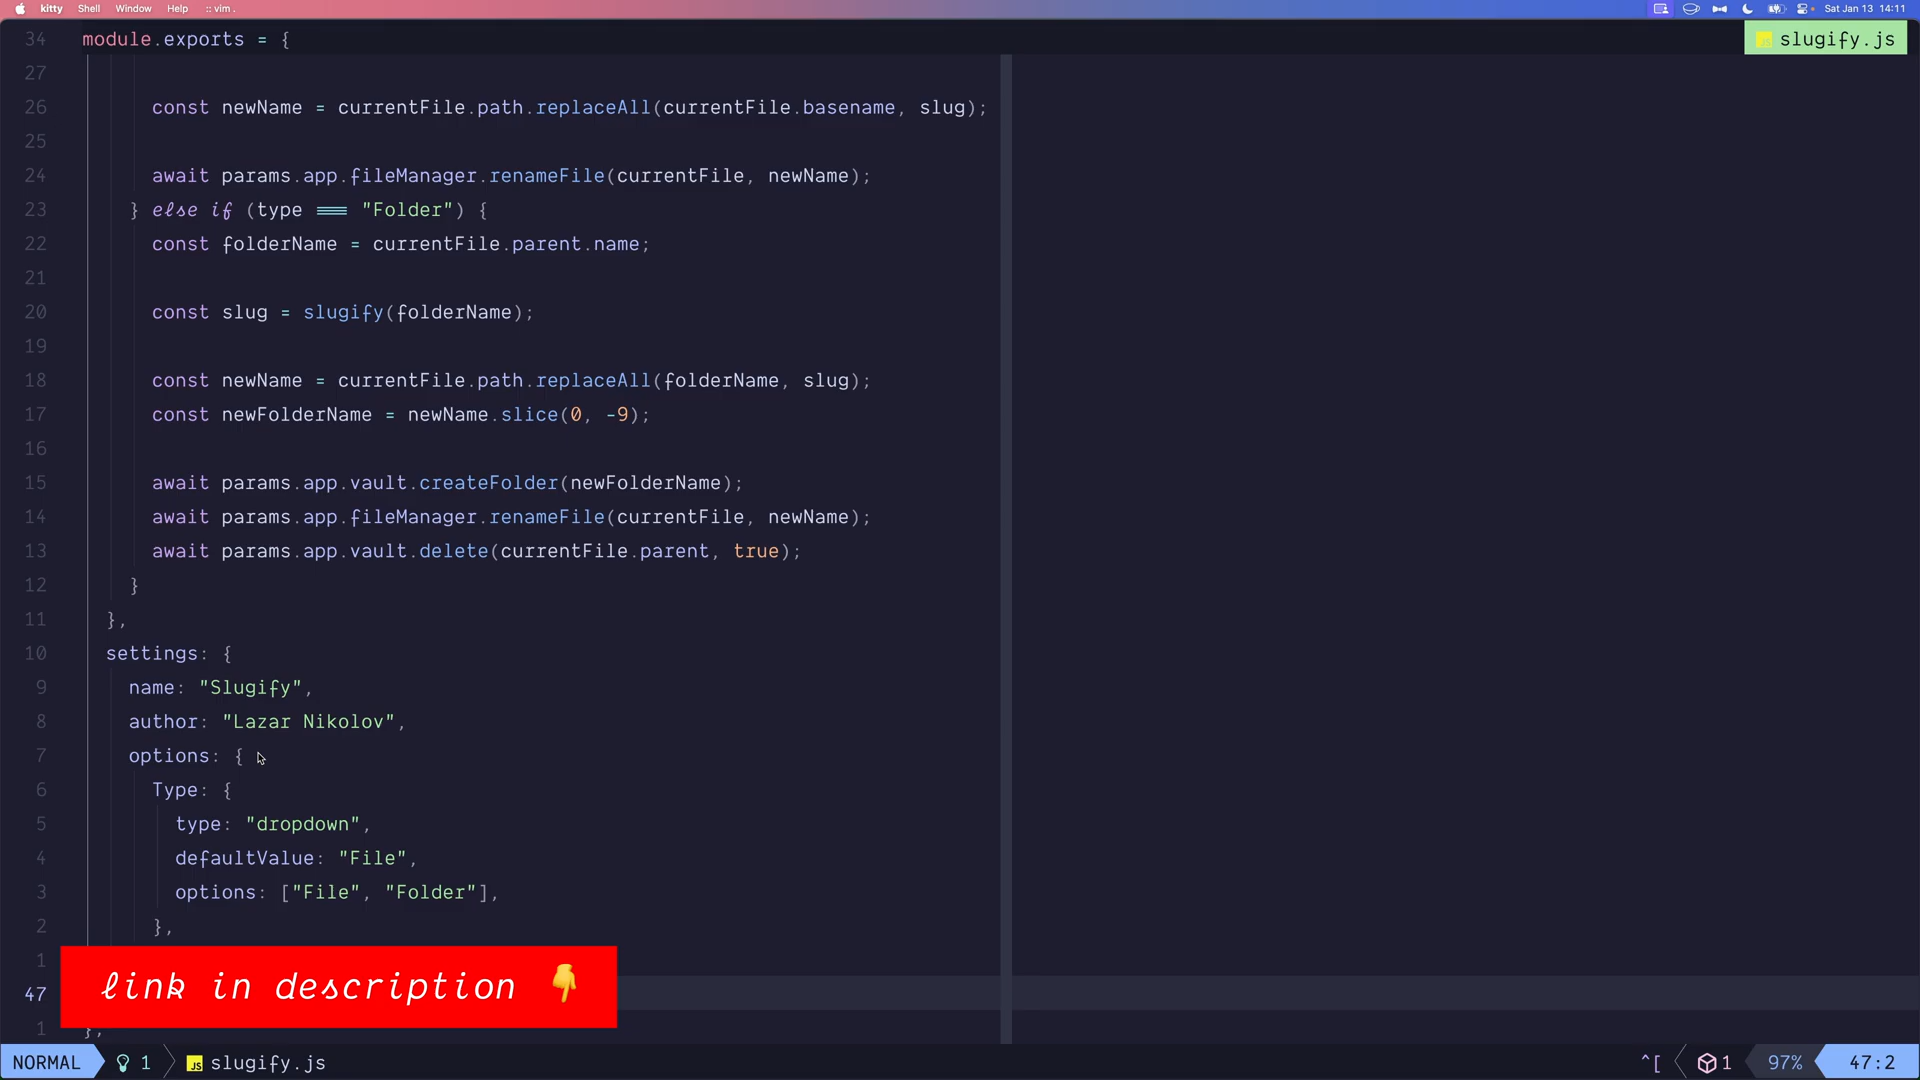 kitty Shell Window Help :: vim . Sat Jan 13 14:11
34 module.exports = { slugify.js
27
26 const newName = currentFile.path.replaceAll(currentFile.basename, slug);
25
24 await params.app.fileManager.renameFile(currentFile, newName);
23 } else if (type === "Folder") {
22 const folderName = currentFile.parent.name;
21
20 const slug = slugify(folderName);
19
18 const newName = currentFile.path.replaceAll(folderName, slug);
17 const newFolderName = newName.slice(0, -9);
16
15 await params.app.vault.createFolder(newFolderName);
14 await params.app.fileManager.renameFile(currentFile, newName);
13 await params.app.vault.delete(currentFile.parent, true);
12 }
11 },
10 settings: {
9 name: "Slugify",
8 author: "Lazar Nikolov",
7 options: {
6 Type: {
5 type: "dropdown",
4 defaultValue: "File",
3 options: ["File", "Folder"],
2 },
1
47 link in description 👇
1 };
NORMAL 1 JS slugify.js ^[ 1 97% 47:2